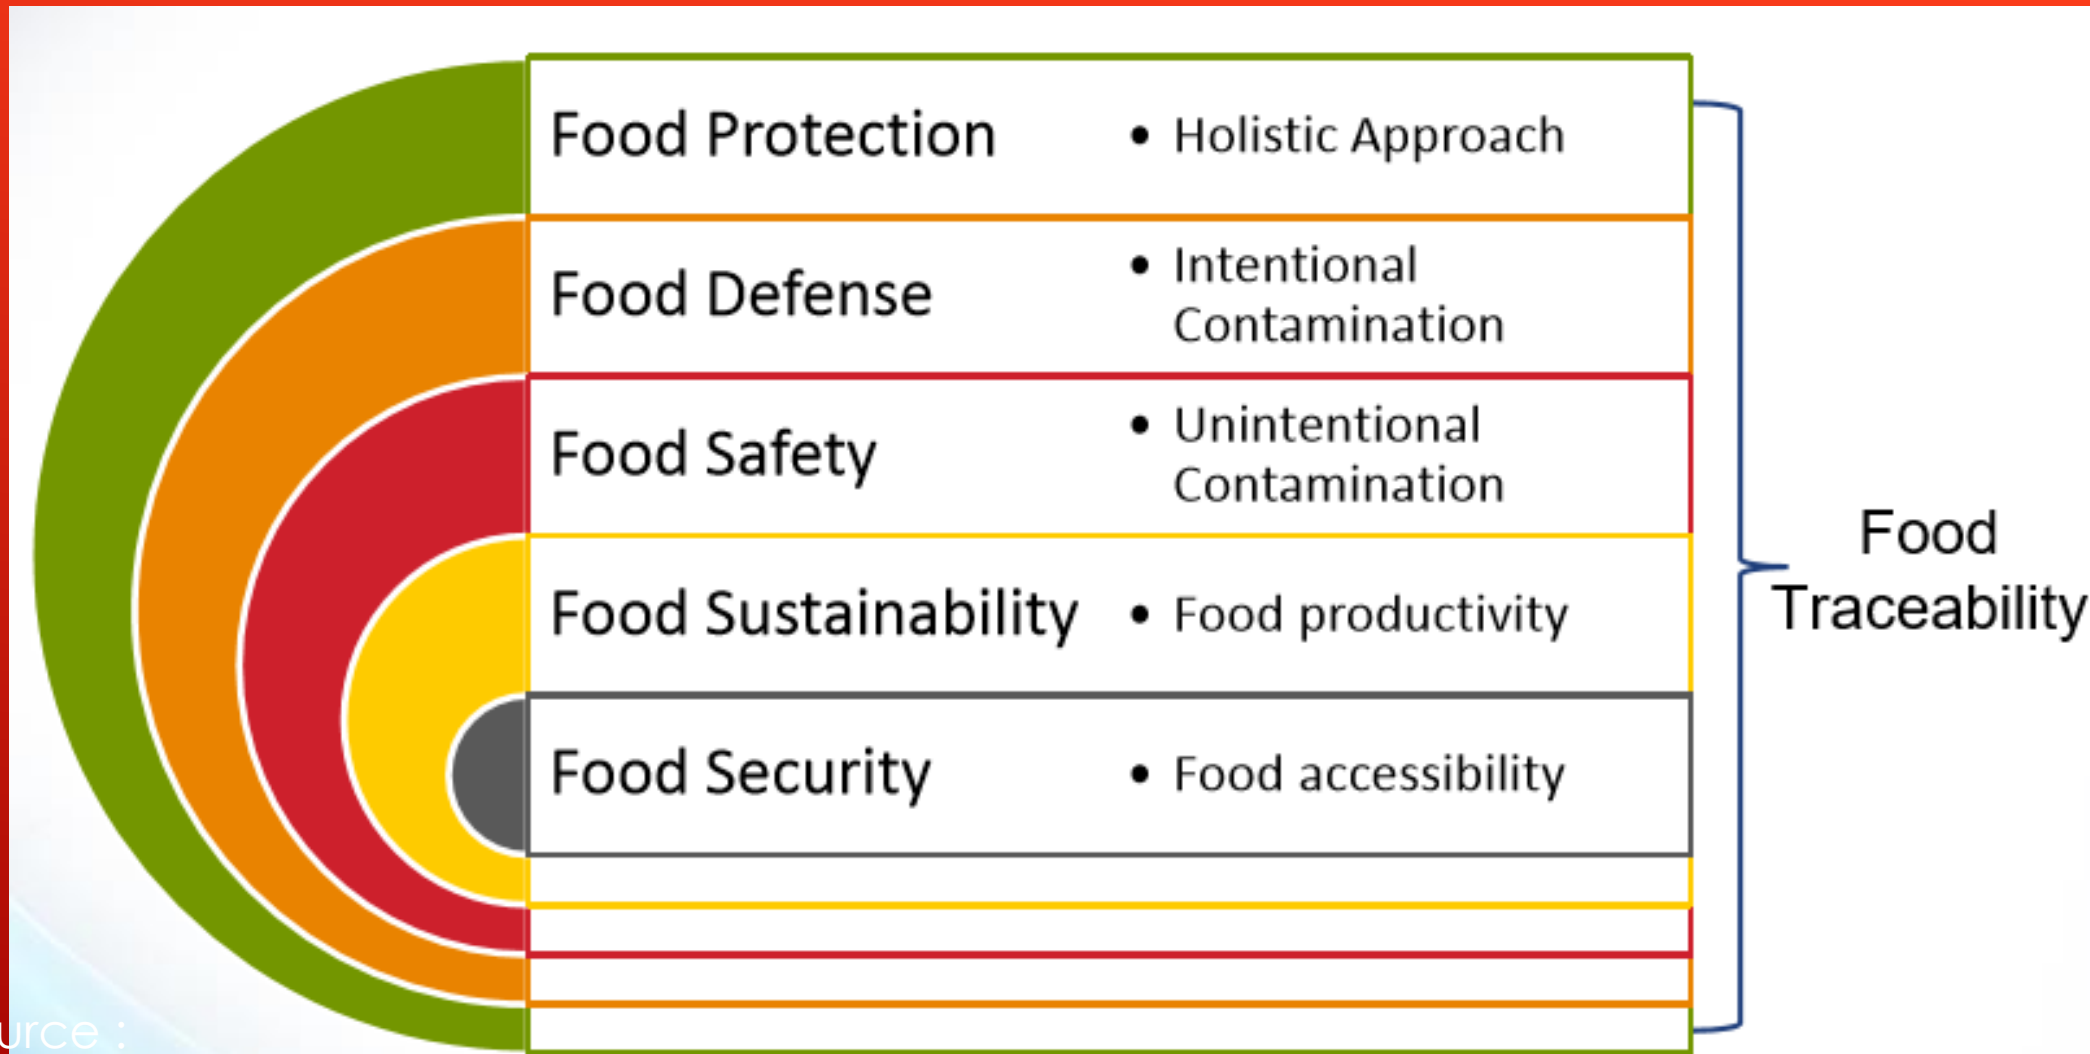 Food Protection
• Holistic Approach
Food Defense
• Intentional
Contamination
Food Safety
• Unintentional
Contamination
Food Sustainability
• Food productivity
Food Security
• Food accessibility
Food
Traceability
urce :